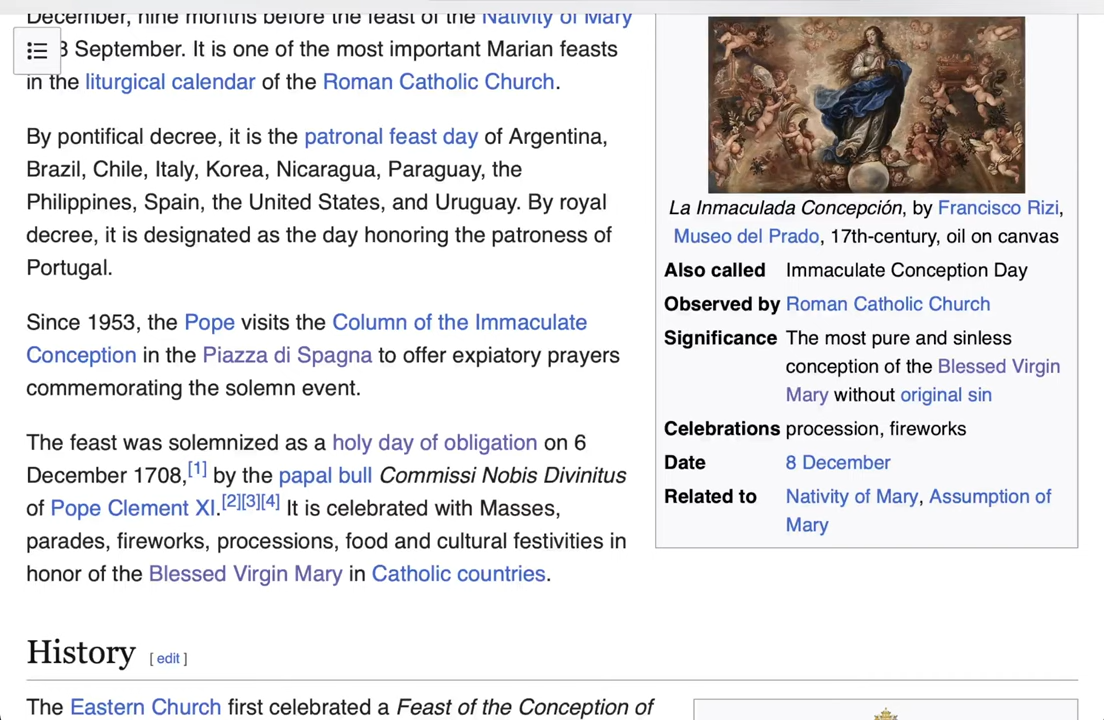 December, nine months before the feast of the Nativity of Mary
8 September. It is one of the most important Marian feasts
in the liturgical calendar of the Roman Catholic Church.
By pontifical decree, it is the patronal feast day of Argentina,
Brazil, Chile, Italy, Korea, Nicaragua, Paraguay, the
Philippines, Spain, the United States, and Uruguay. By royal
decree, it is designated as the day honoring the patroness of
Portugal.
Since 1953, the Pope visits the Column of the Immaculate
Conception in the Piazza di Spagna to offer expiatory prayers
commemorating the solemn event.
The feast was solemnized as a holy day of obligation on 6
December 1708,[1] by the papal bull Commissi Nobis Divinitus
of Pope Clement XI.[2][3][4] It is celebrated with Masses,
parades, fireworks, processions, food and cultural festivities in
honor of the Blessed Virgin Mary in Catholic countries.
La Inmaculada Concepción, by Francisco Rizi,
Museo del Prado, 17th-century, oil on canvas
Also called Immaculate Conception Day
Observed by Roman Catholic Church
Significance The most pure and sinless
conception of the Blessed Virgin
Mary without original sin
Celebrations procession, fireworks
Date 8 December
Related to Nativity of Mary, Assumption of
Mary
History [ edit ]
The Eastern Church first celebrated a Feast of the Conception of